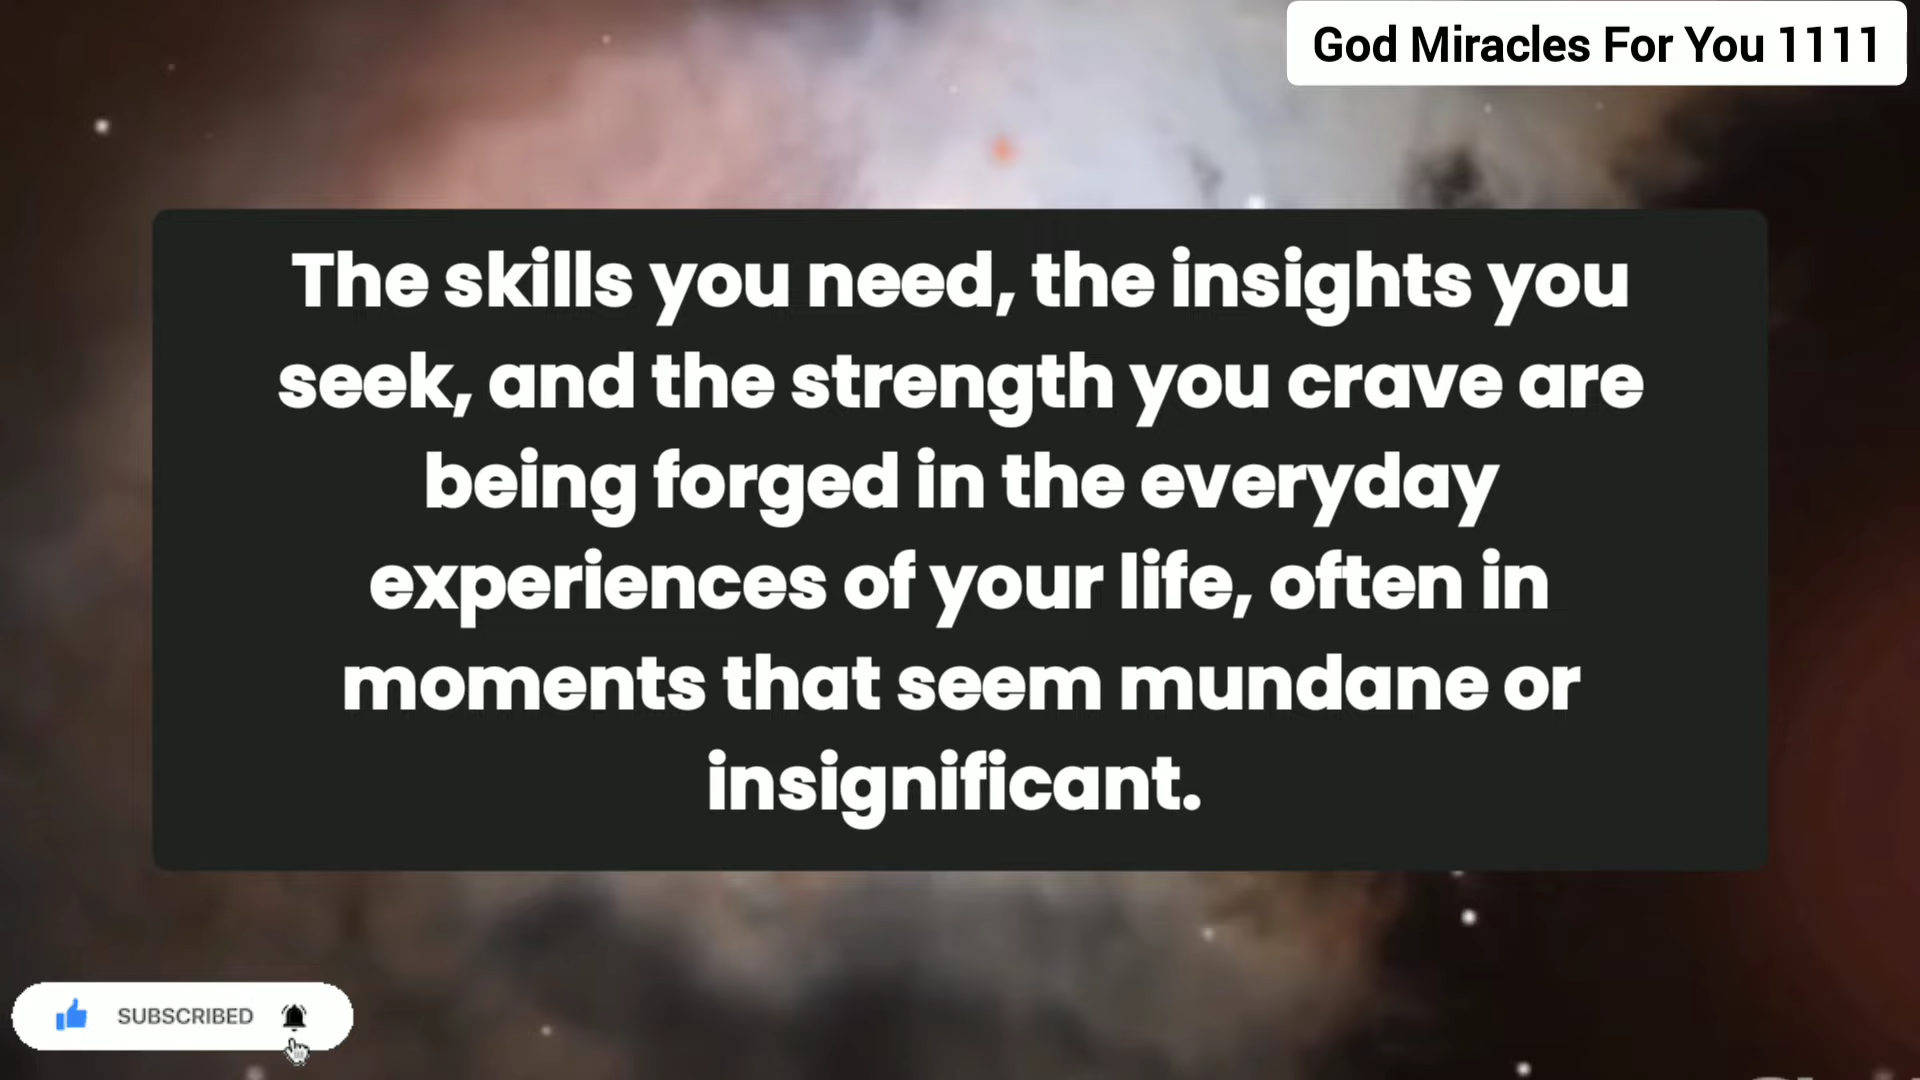 God Miracles For You 1111
The skills you need, the insights you
seek, and the strength you crave are
being forged in the everyday
experiences of your life, often in
moments that seem mundane or
insignificant.
SUBSCRIBED